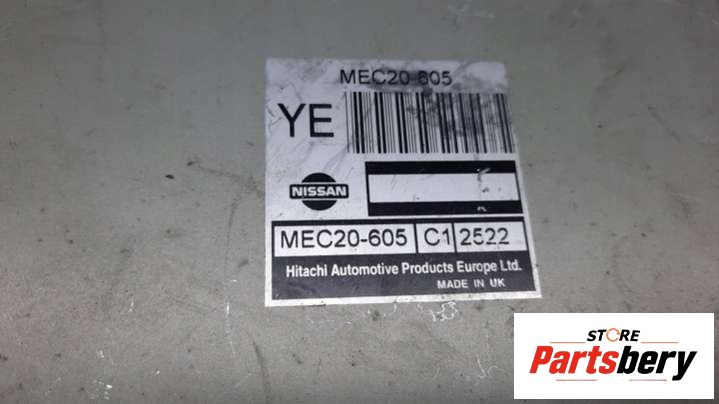 MEC20-605
YE
NISSAN
MEC20-605 C1 2522
Hitachi Automotive Products Europe Ltd.
MADE IN UK
STORE
Partsbery